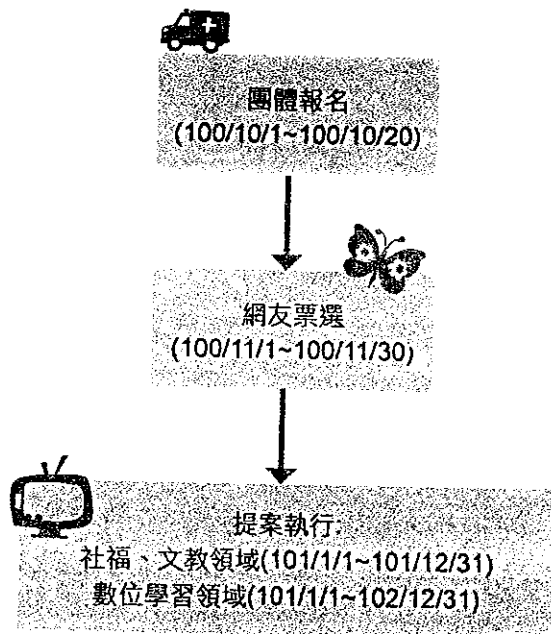 團體報名
(100/10/1~100/10/20)
網友票選
(100/11/1~100/11/30)
提案執行:
社福、文教領域(101/1/1~101/12/31)
數位學習領域(101/1/1~102/12/31)